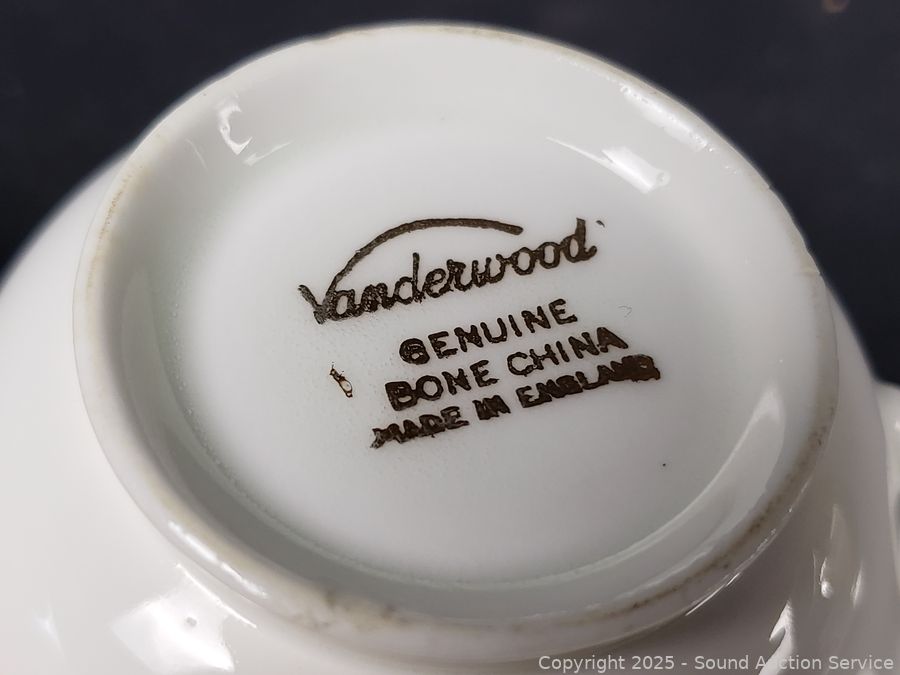 Vanderwood
GENUINE
BONE CHINA
MADE IN ENGLAND
Copyright 2025 - Sound Auction Service